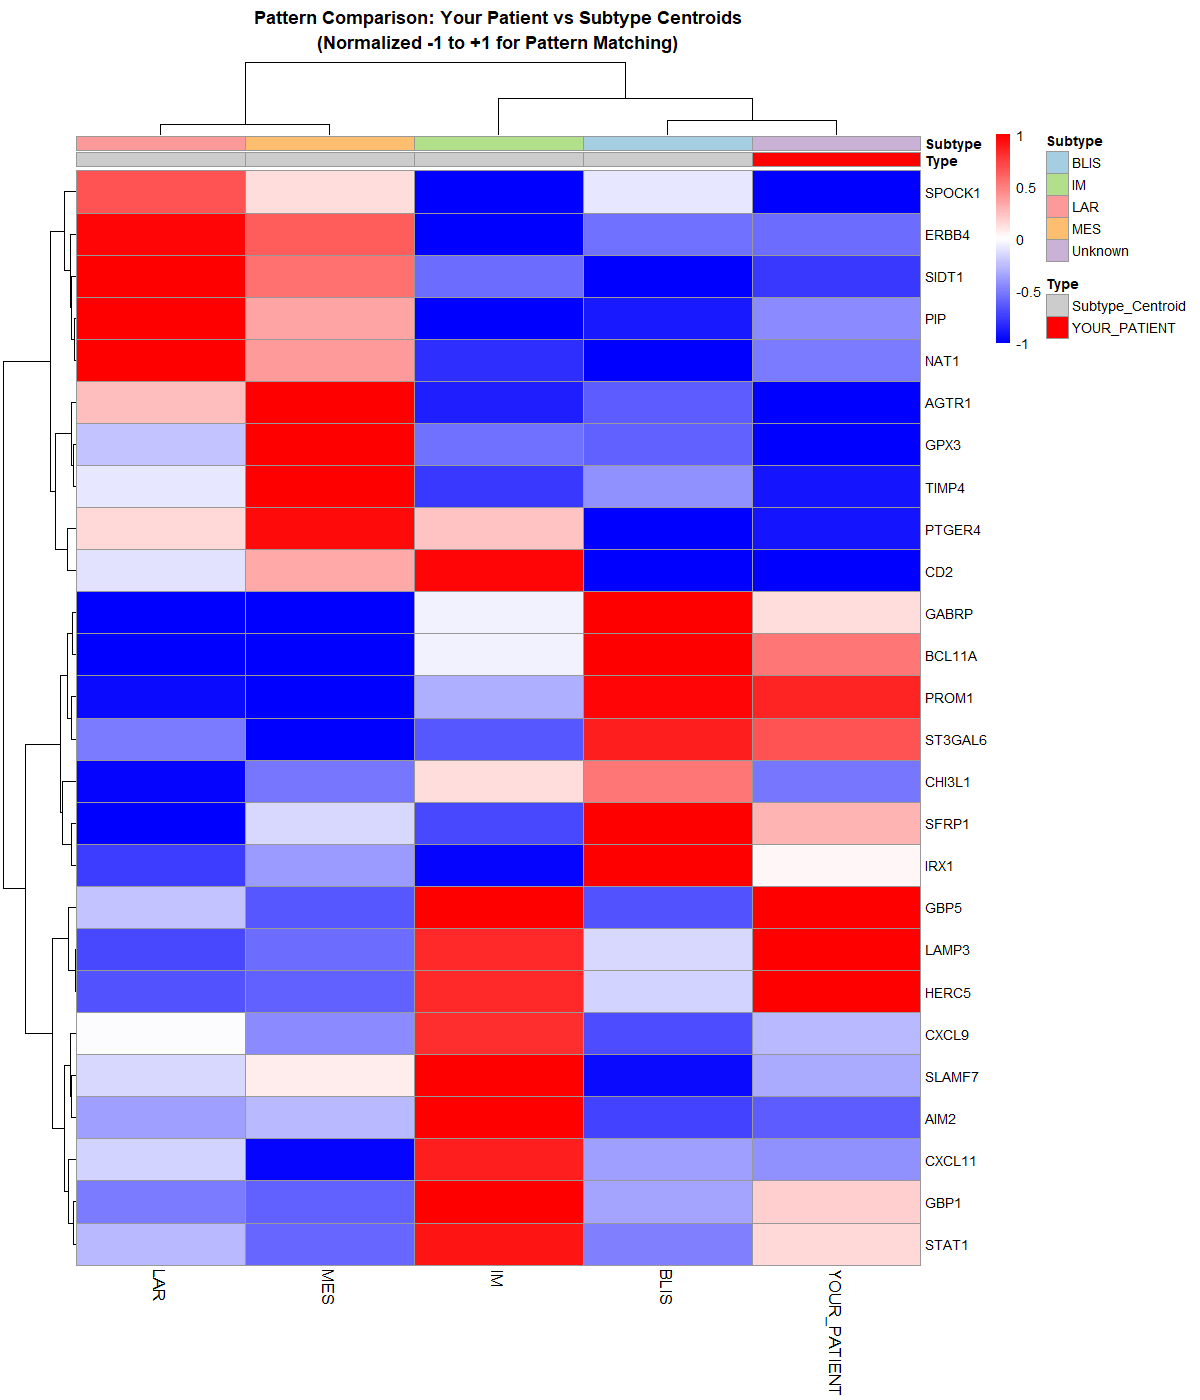 Pattern Comparison: Your Patient vs Subtype Centroids
(Normalized -1 to +1 for Pattern Matching)
Subtype
Type
SPOCK1
ERBB4
SIDT1
PIP
NAT1
AGTR1
GPX3
TIMP4
PTGER4
CD2
GABRP
BCL11A
PROM1
ST3GAL6
CHI3L1
SFRP1
IRX1
GBP5
LAMP3
HERC5
CXCL9
SLAMF7
AIM2
CXCL11
GBP1
STAT1
LAR
MES
IM
BLIS
YOUR_PATIENT
1
0.5
0
-0.5
-1
Subtype
BLIS
IM
LAR
MES
Unknown
Type
Subtype_Centroid
YOUR_PATIENT